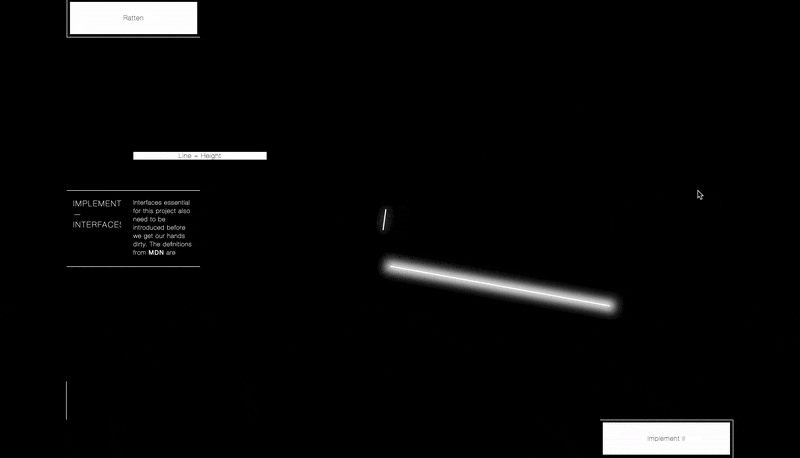 Ratten
Line + Height
IMPLEMENT
—
INTERFACES
Interfaces essential
for this project also
need to be
introduced before
we get our hands
dirty. The definitions
from MDN are
Implement it